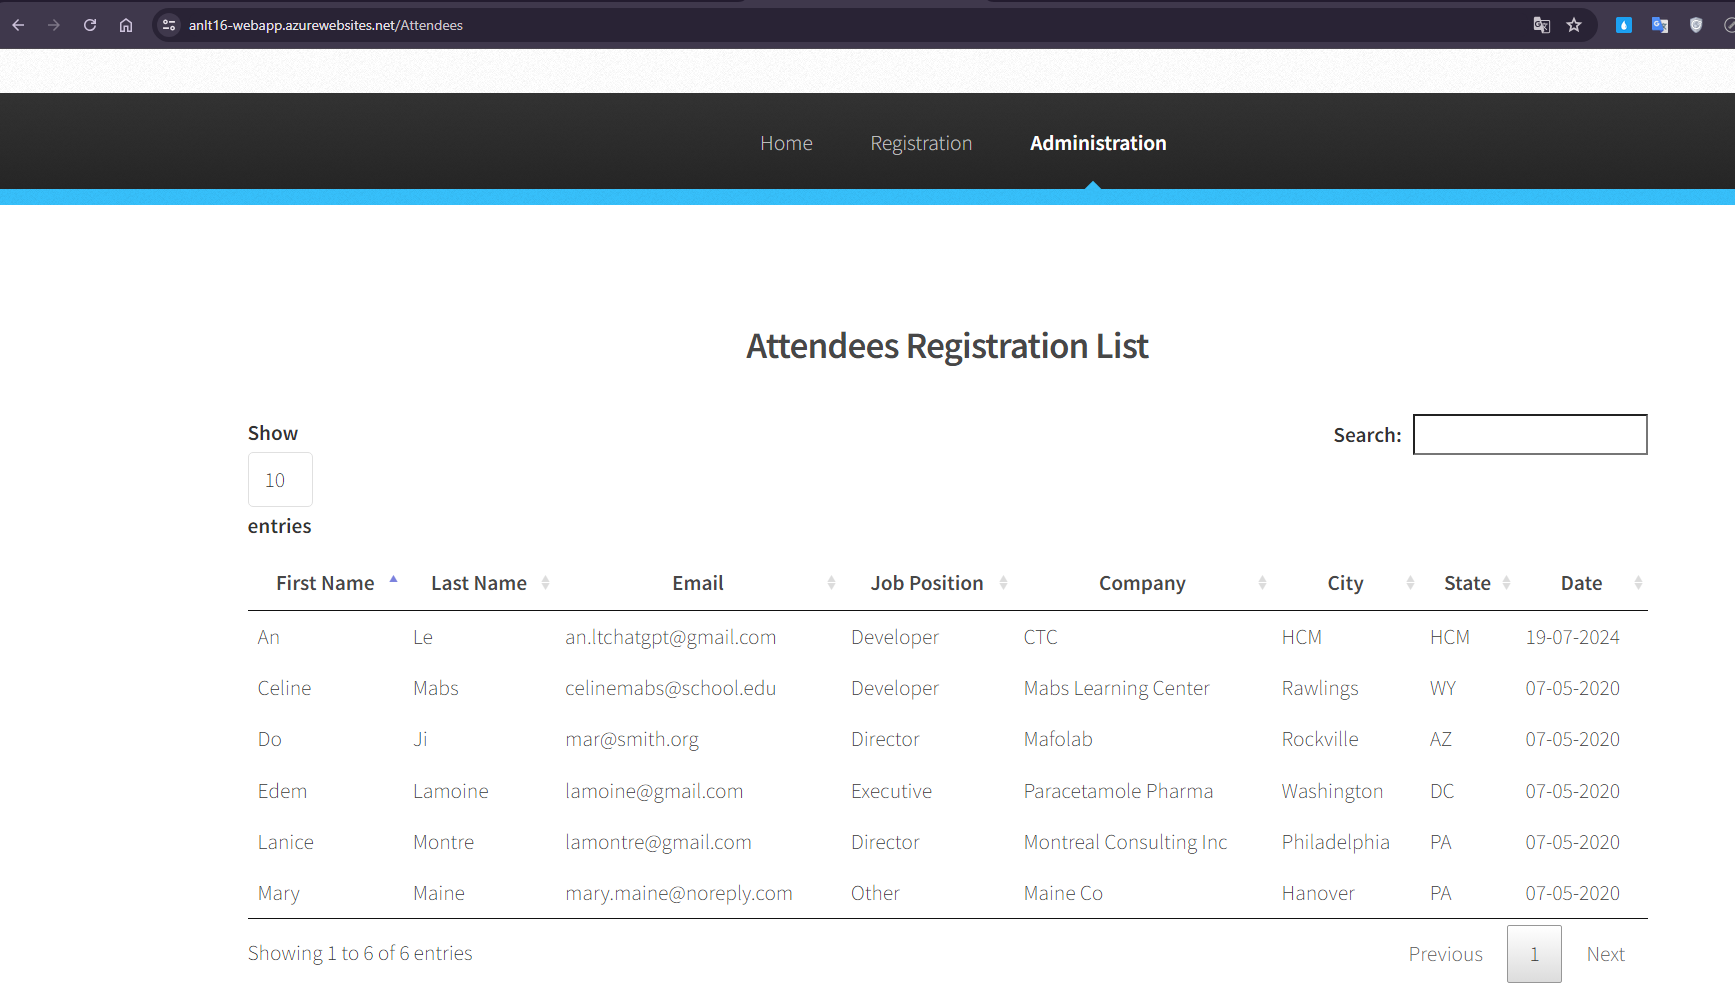 anlt16-webapp.azurewebsites.net/Attendees
Home Registration Administration
Attendees Registration List
Show
10
entries
Search:
First Name Last Name Email Job Position Company City State Date
An Le an.ltchatgpt@gmail.com Developer CTC HCM HCM 19-07-2024
Celine Mabs celinemabs@school.edu Developer Mabs Learning Center Rawlings WY 07-05-2020
Do Ji mar@smith.org Director Mafolab Rockville AZ 07-05-2020
Edem Lamoine lamoine@gmail.com Executive Paracetamole Pharma Washington DC 07-05-2020
Lanice Montre lamontre@gmail.com Director Montreal Consulting Inc Philadelphia PA 07-05-2020
Mary Maine mary.maine@noreply.com Other Maine Co Hanover PA 07-05-2020
Showing 1 to 6 of 6 entries
Previous 1 Next